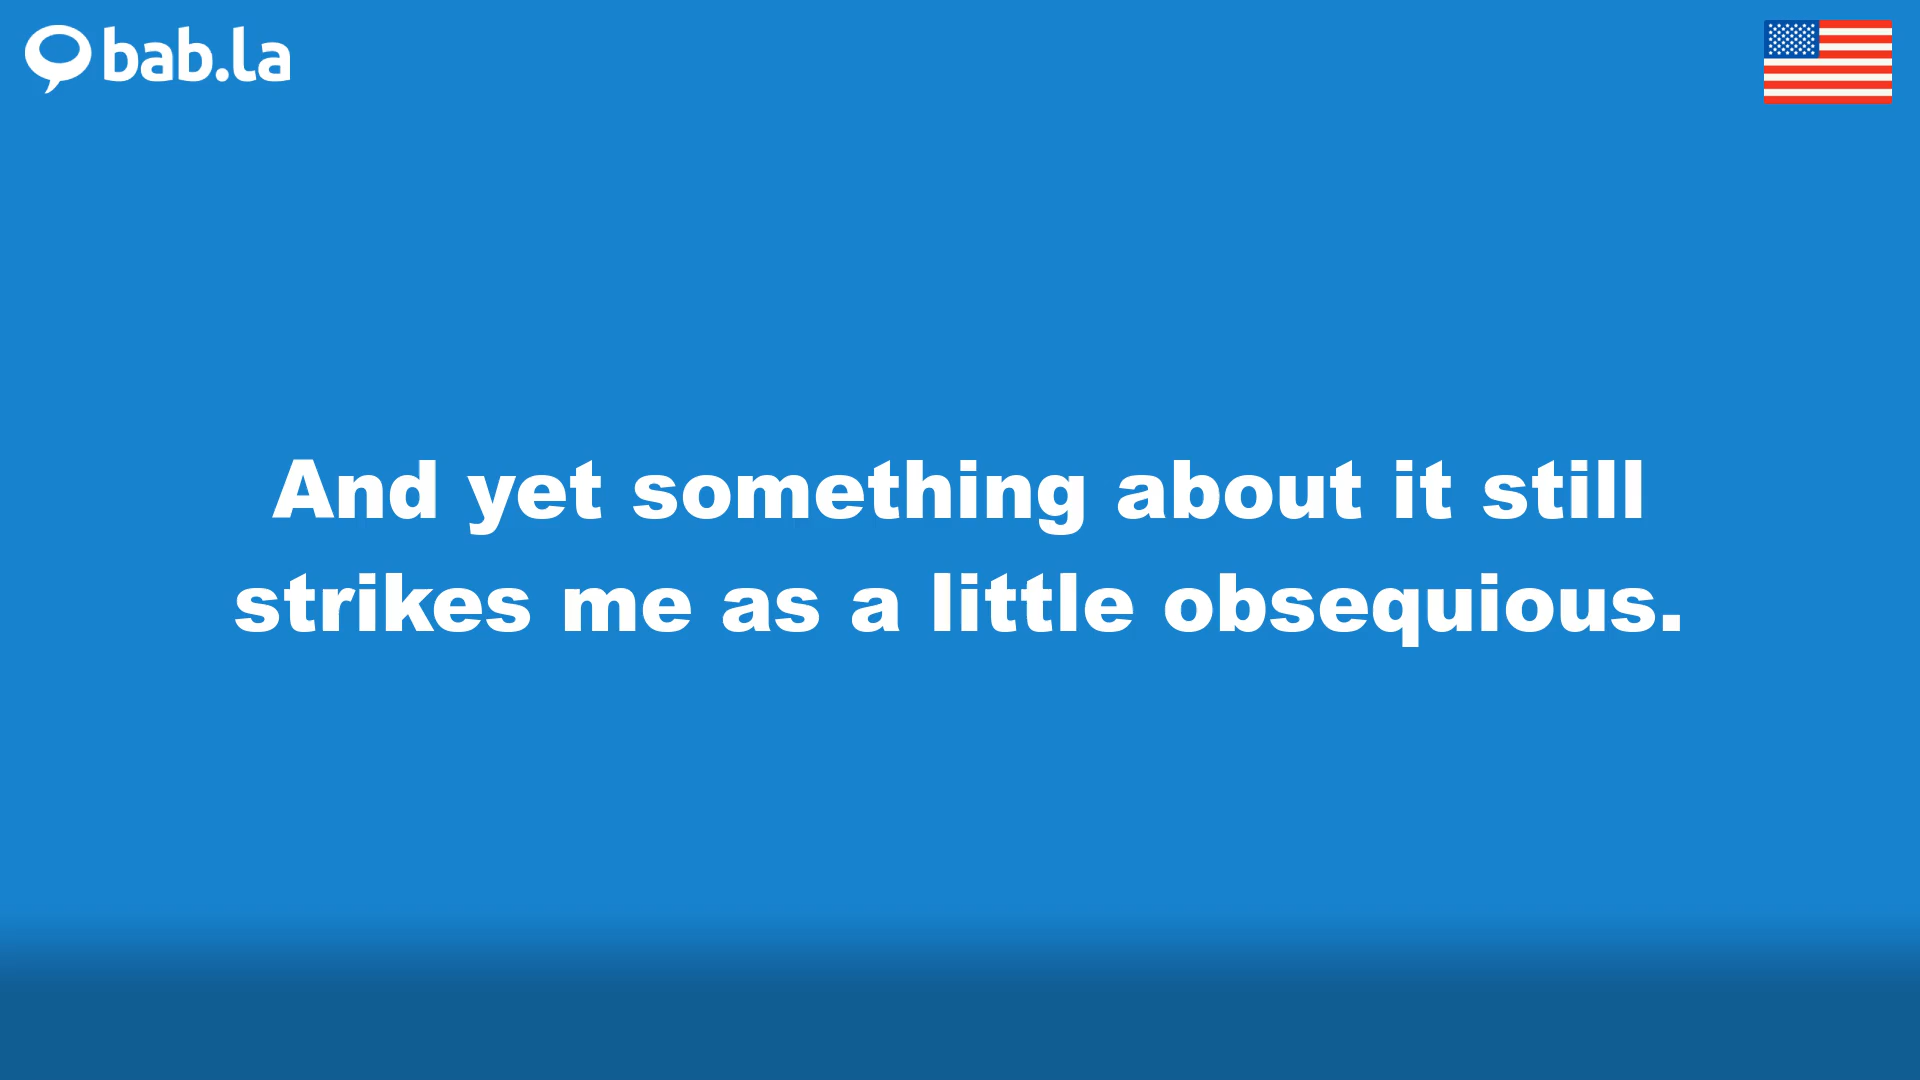 bab.la
And yet something about it still
strikes me as a little obsequious.